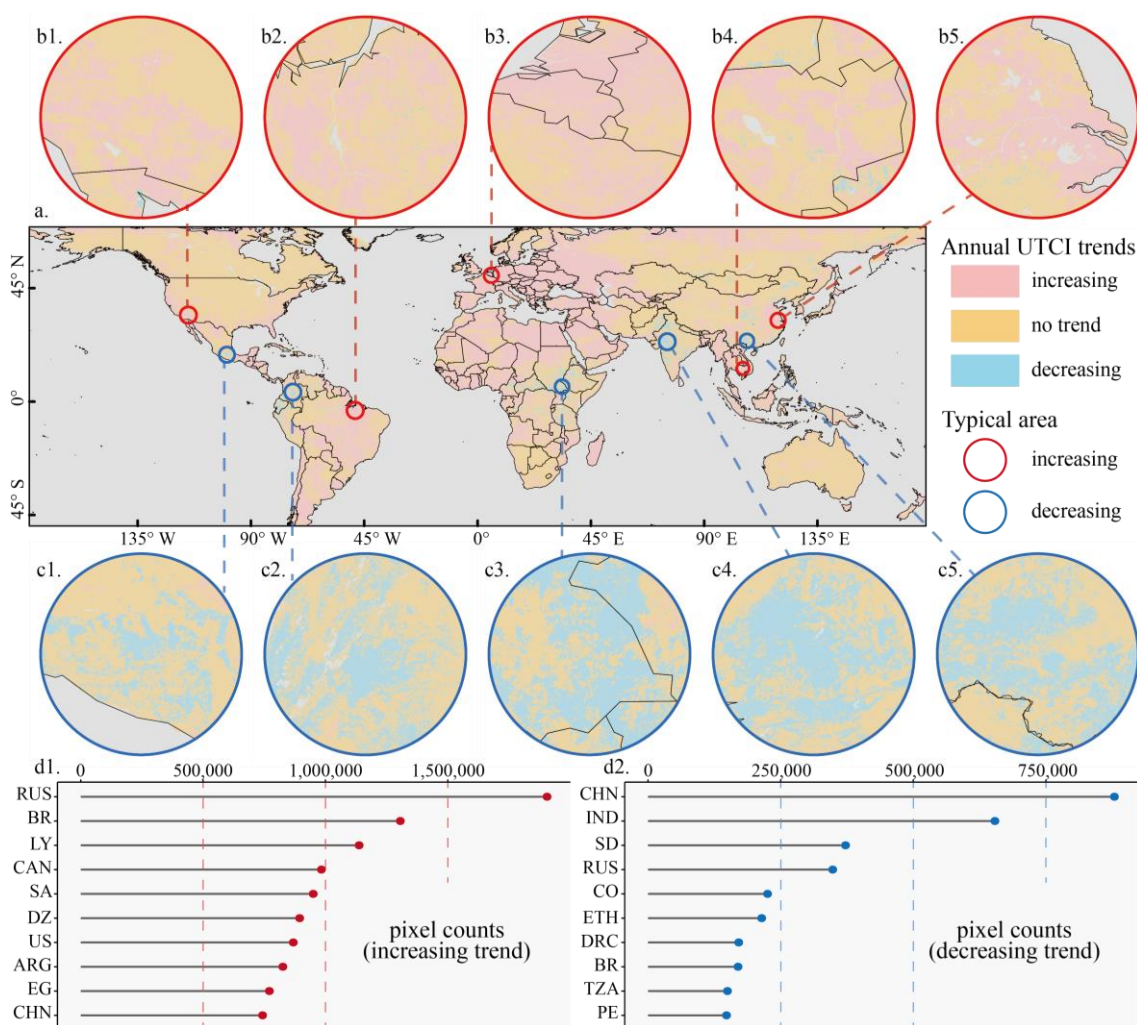 b1.
b2.
b3.
b4.
b5.
a.
45° N
0°
45° S
135° W
90° W
45° W
0°
45° E
90° E
135° E
Annual UTCI trends
increasing
no trend
decreasing
Typical area
increasing
decreasing
c1.
c2.
c3.
c4.
c5.
d1.
0
500,000
1,0000,000
1,500,000
RUS
BR
LY
CAN
SA
DZ
US
ARG
EG
CHN
pixel counts
(increasing trend)
d2.
0
250,000
500,000
750,000
CHN
IND
SD
RUS
CO
ETH
DRC
BR
TZA
PE
pixel counts
(decreasing trend)